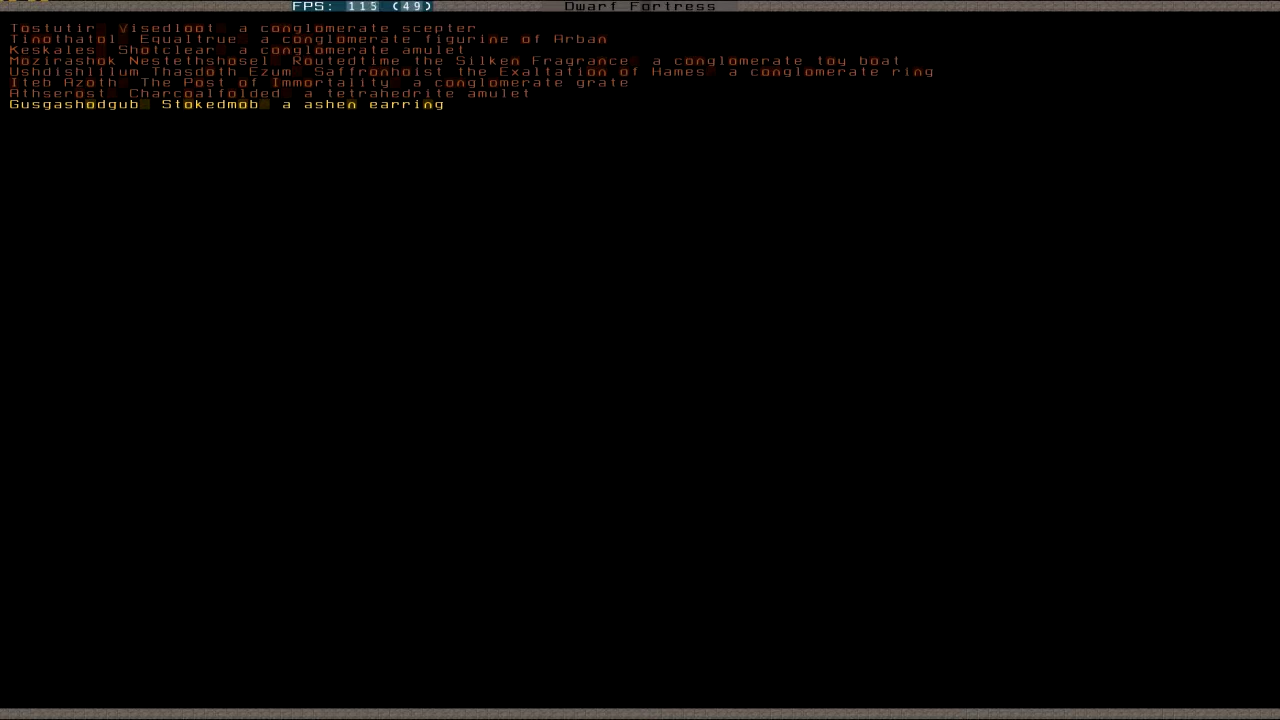 FPS: 115 (49) Dwarf Fortress
Tostutir Visedloot a conglomerate scepter
Tinothatol Equaltrue a conglomerate figurine of Arban
Keskales Shotclear a conglomerate amulet
Mozirashok Nestethshosel Routedtime the Silken Fragrance a conglomerate toy boat
Ushdishlilum Thasdoth Ezum Saffronhoist the Exaltation of Hames a conglomerate ring
Iteb Azoth The Post of Immortality a conglomerate grate
Athserost Charcoalfolded a tetrahedrite amulet
Gusgashodgub Stokedmob a ashen earring